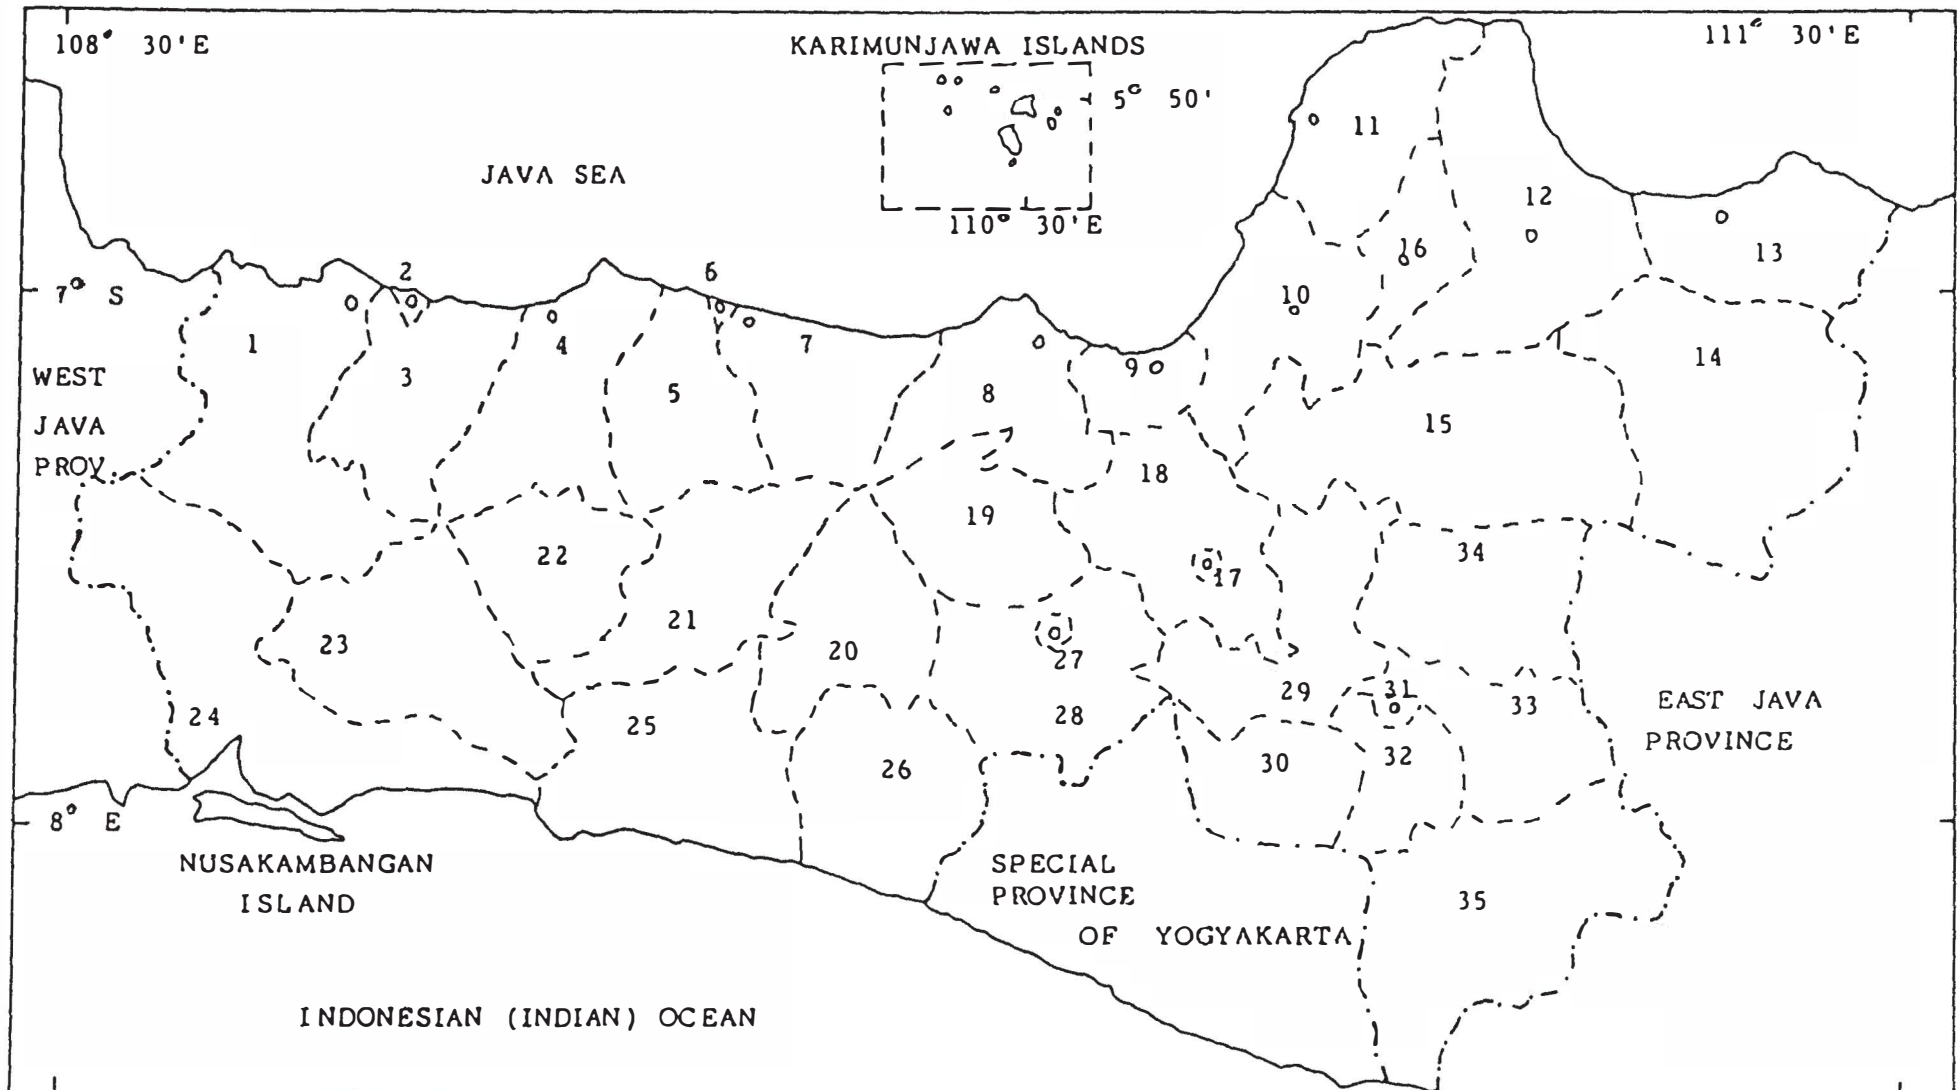 108° 30'E
KARIMUNJAWA ISLANDS
111° 30'E
5° 50'
11
JAVA SEA
12
110° 30'E
16
13
2
6
7° S
10
1
4
7
14
WEST
JAVA
PROV.
3
5
8
9
15
18
19
34
22
17
21
23
20
27
29
31
33
24
25
28
EAST JAVA
PROVINCE
26
30
32
8° E
NUSAKAMBANGAN
ISLAND
SPECIAL
PROVINCE
OF YOGYAKARTA
35
INDONESIAN (INDIAN) OCEAN